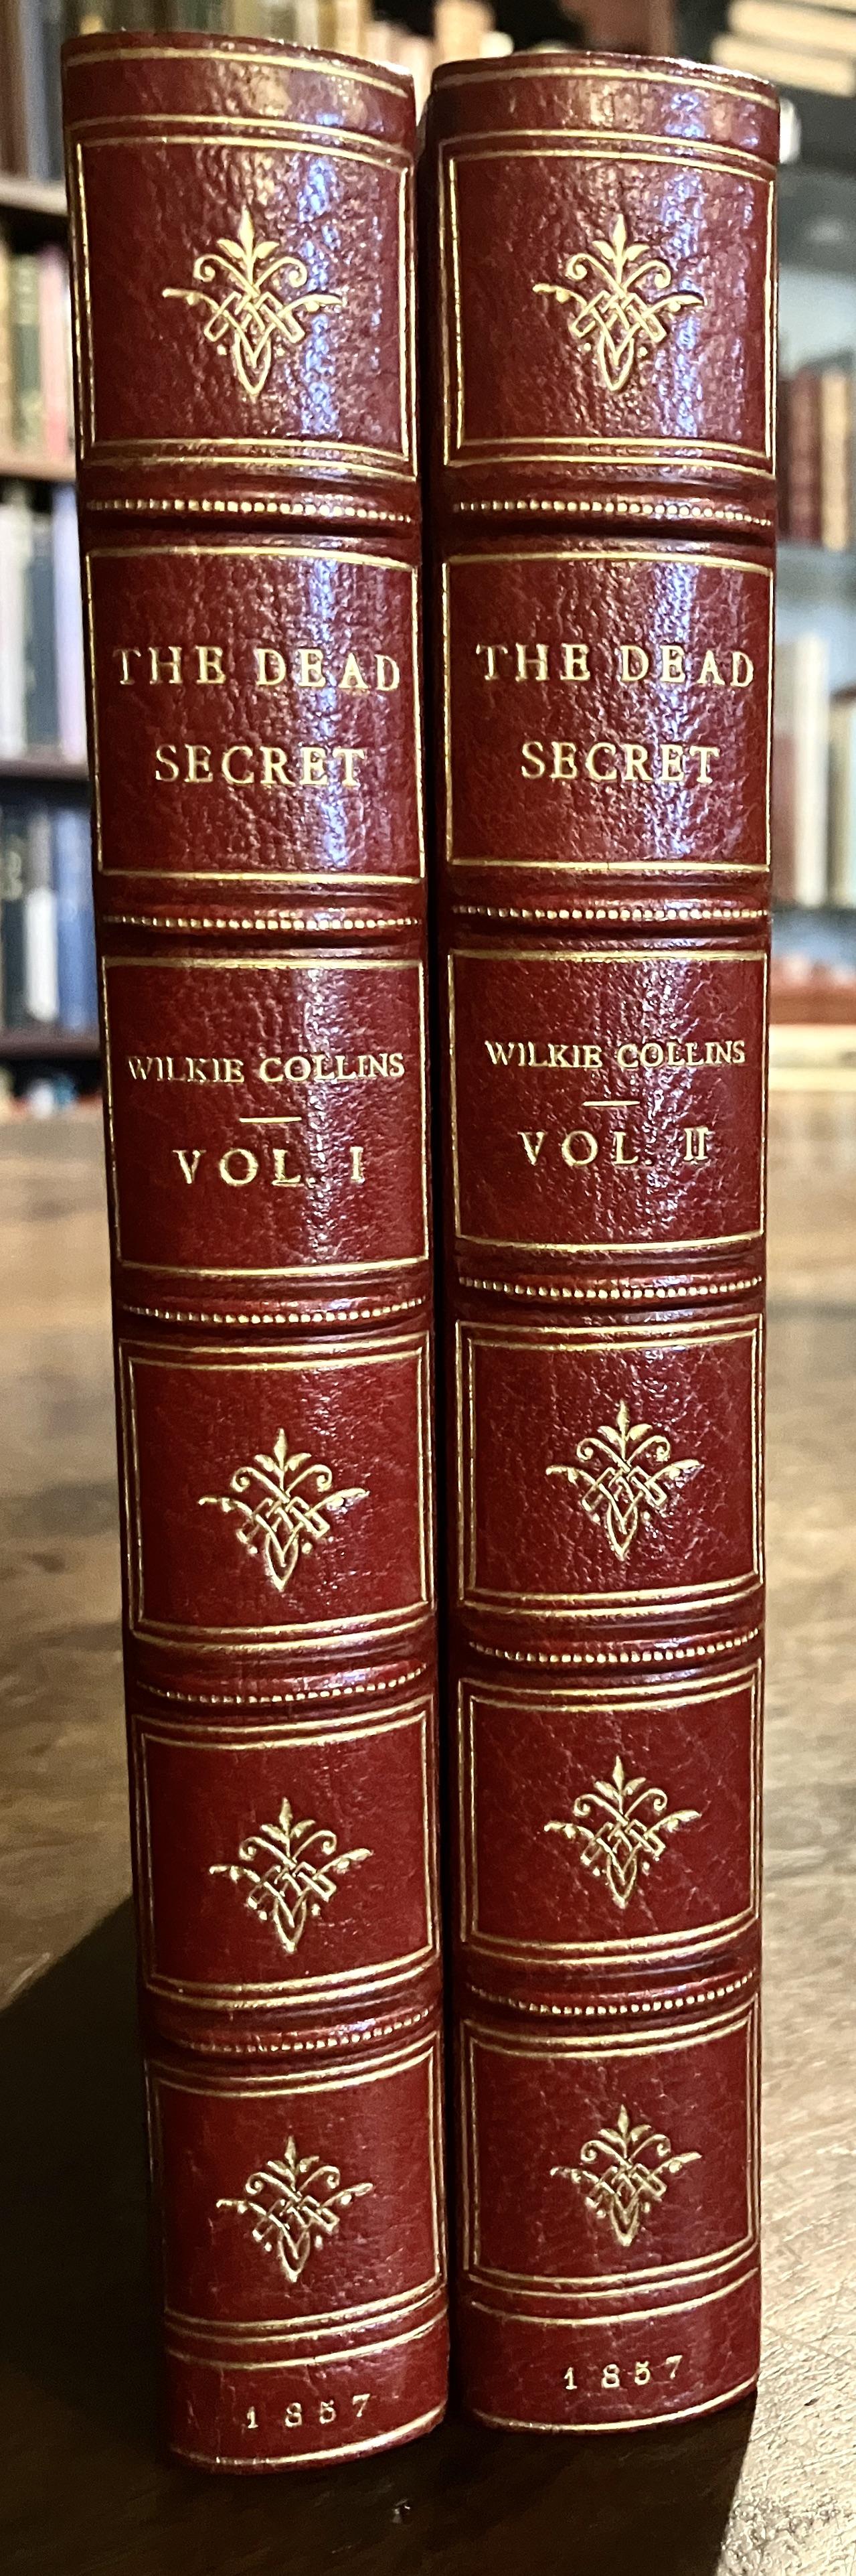 THE DEAD
SECRET
WILKIE COLLINS
VOL. I
1857
THE DEAD
SECRET
WILKIE COLLINS
VOL. II
1857